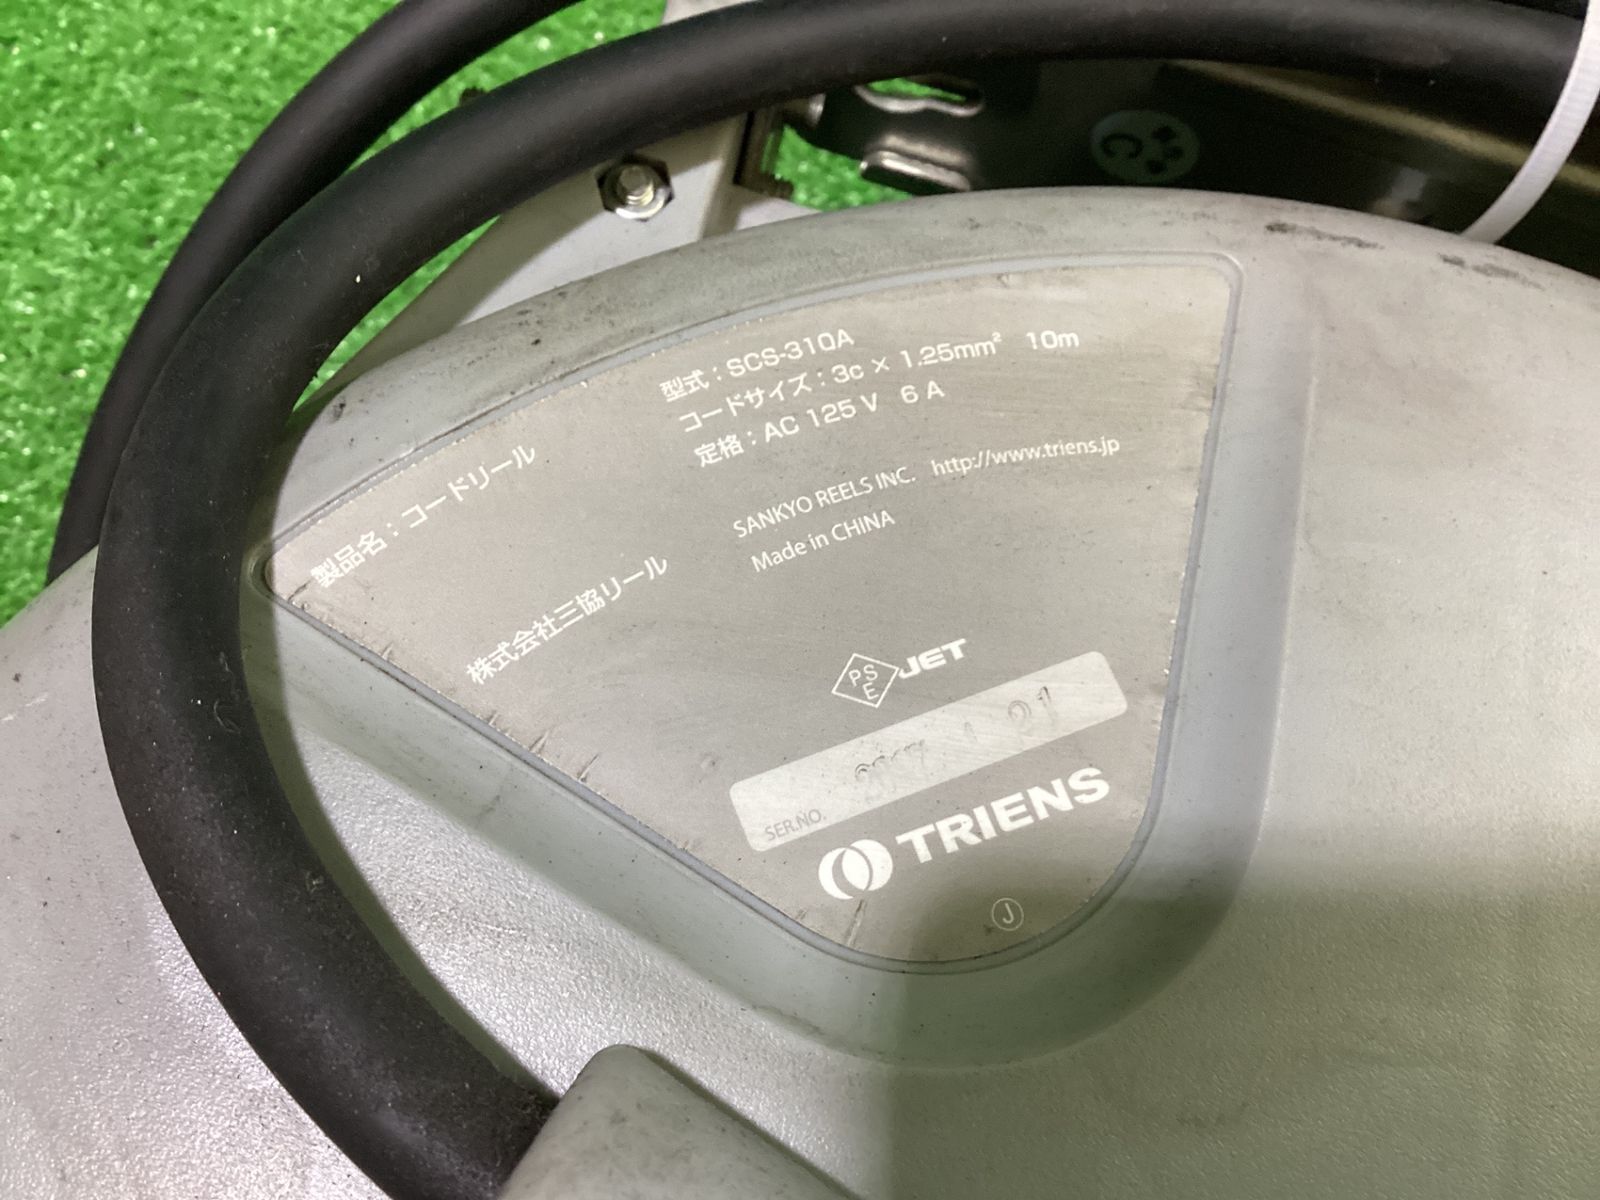 型式：SCS-310A
コードサイズ：3c × 1.25mm² 10m
定格：AC 125 V 6 A
製品名：コードリール
SANKYO REELS INC. http://www.triens.jp
Made in CHINA
株式会社三協リール
PSE JET
SER.NO.
TRIENS
J